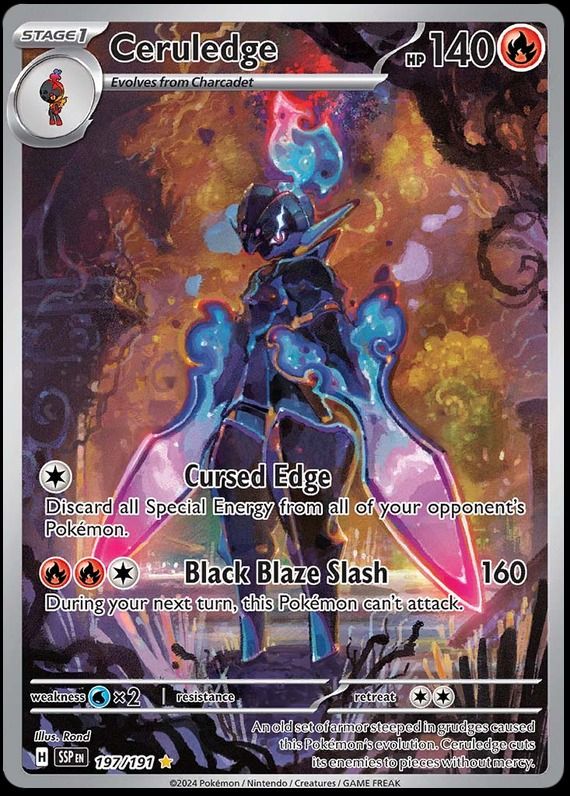 STAGE 1
Ceruledge
HP 140
Evolves from Charcadet
Cursed Edge
Discard all Special Energy from all of your opponent's
Pokémon.
Black Blaze Slash 160
During your next turn, this Pokémon can't attack.
weakness ×2 resistance retreat
Illus. Rond
H SSP EN 197/191
An old set of armor steeped in grudges caused
this Pokémon's evolution. Ceruledge cuts
its enemies to pieces without mercy.
©2024 Pokémon / Nintendo / Creatures / GAME FREAK